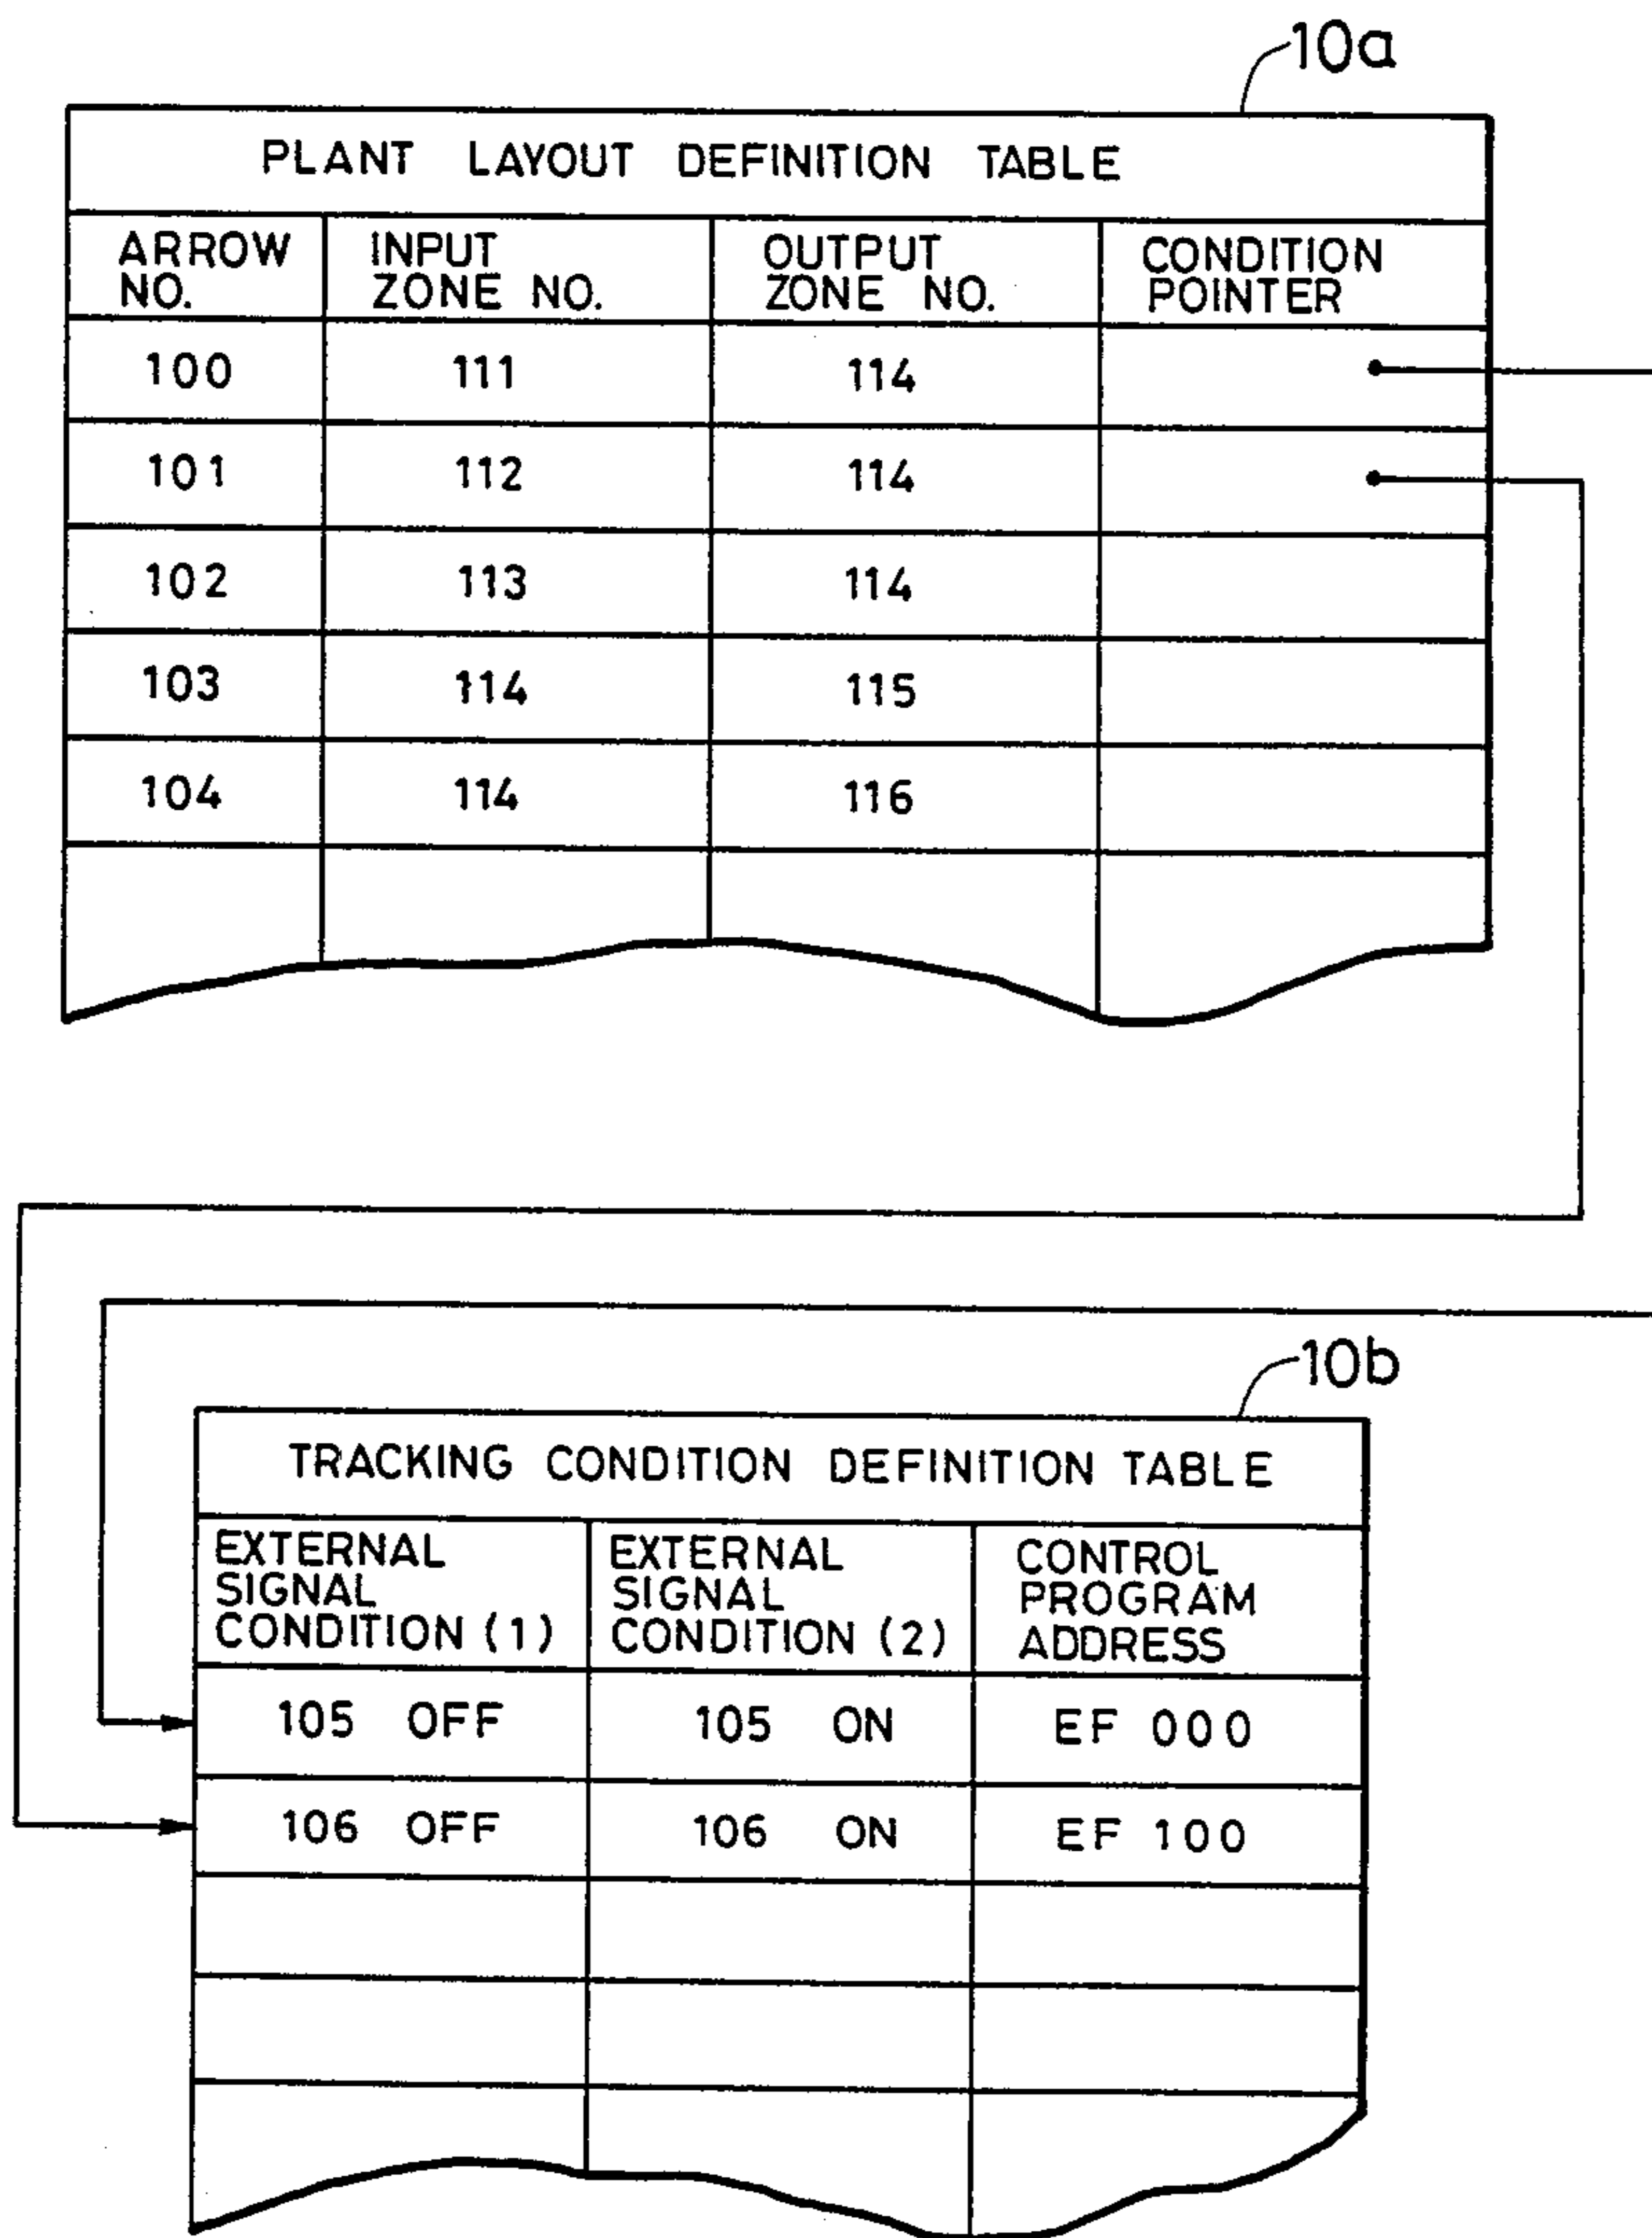 10a
PLANT LAYOUT DEFINITION TABLE
ARROW NO. INPUT ZONE NO. OUTPUT ZONE NO. CONDITION POINTER
100 111 114
101 112 114
102 113 114
103 114 115
104 114 116
10b
TRACKING CONDITION DEFINITION TABLE
EXTERNAL SIGNAL CONDITION (1) EXTERNAL SIGNAL CONDITION (2) CONTROL PROGRAM ADDRESS
105 OFF 105 ON EF 000
106 OFF 106 ON EF 100